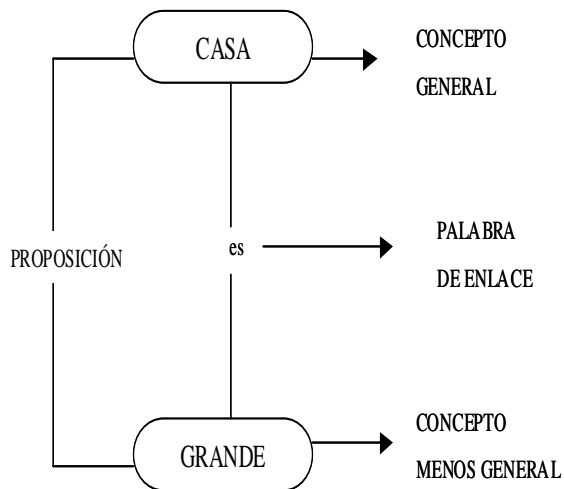 CASA
CONCEPTO
GENERAL
PROPOSICIÓN
es
PALABRA
DE ENLACE
GRANDE
CONCEPTO
MENOS GENERAL